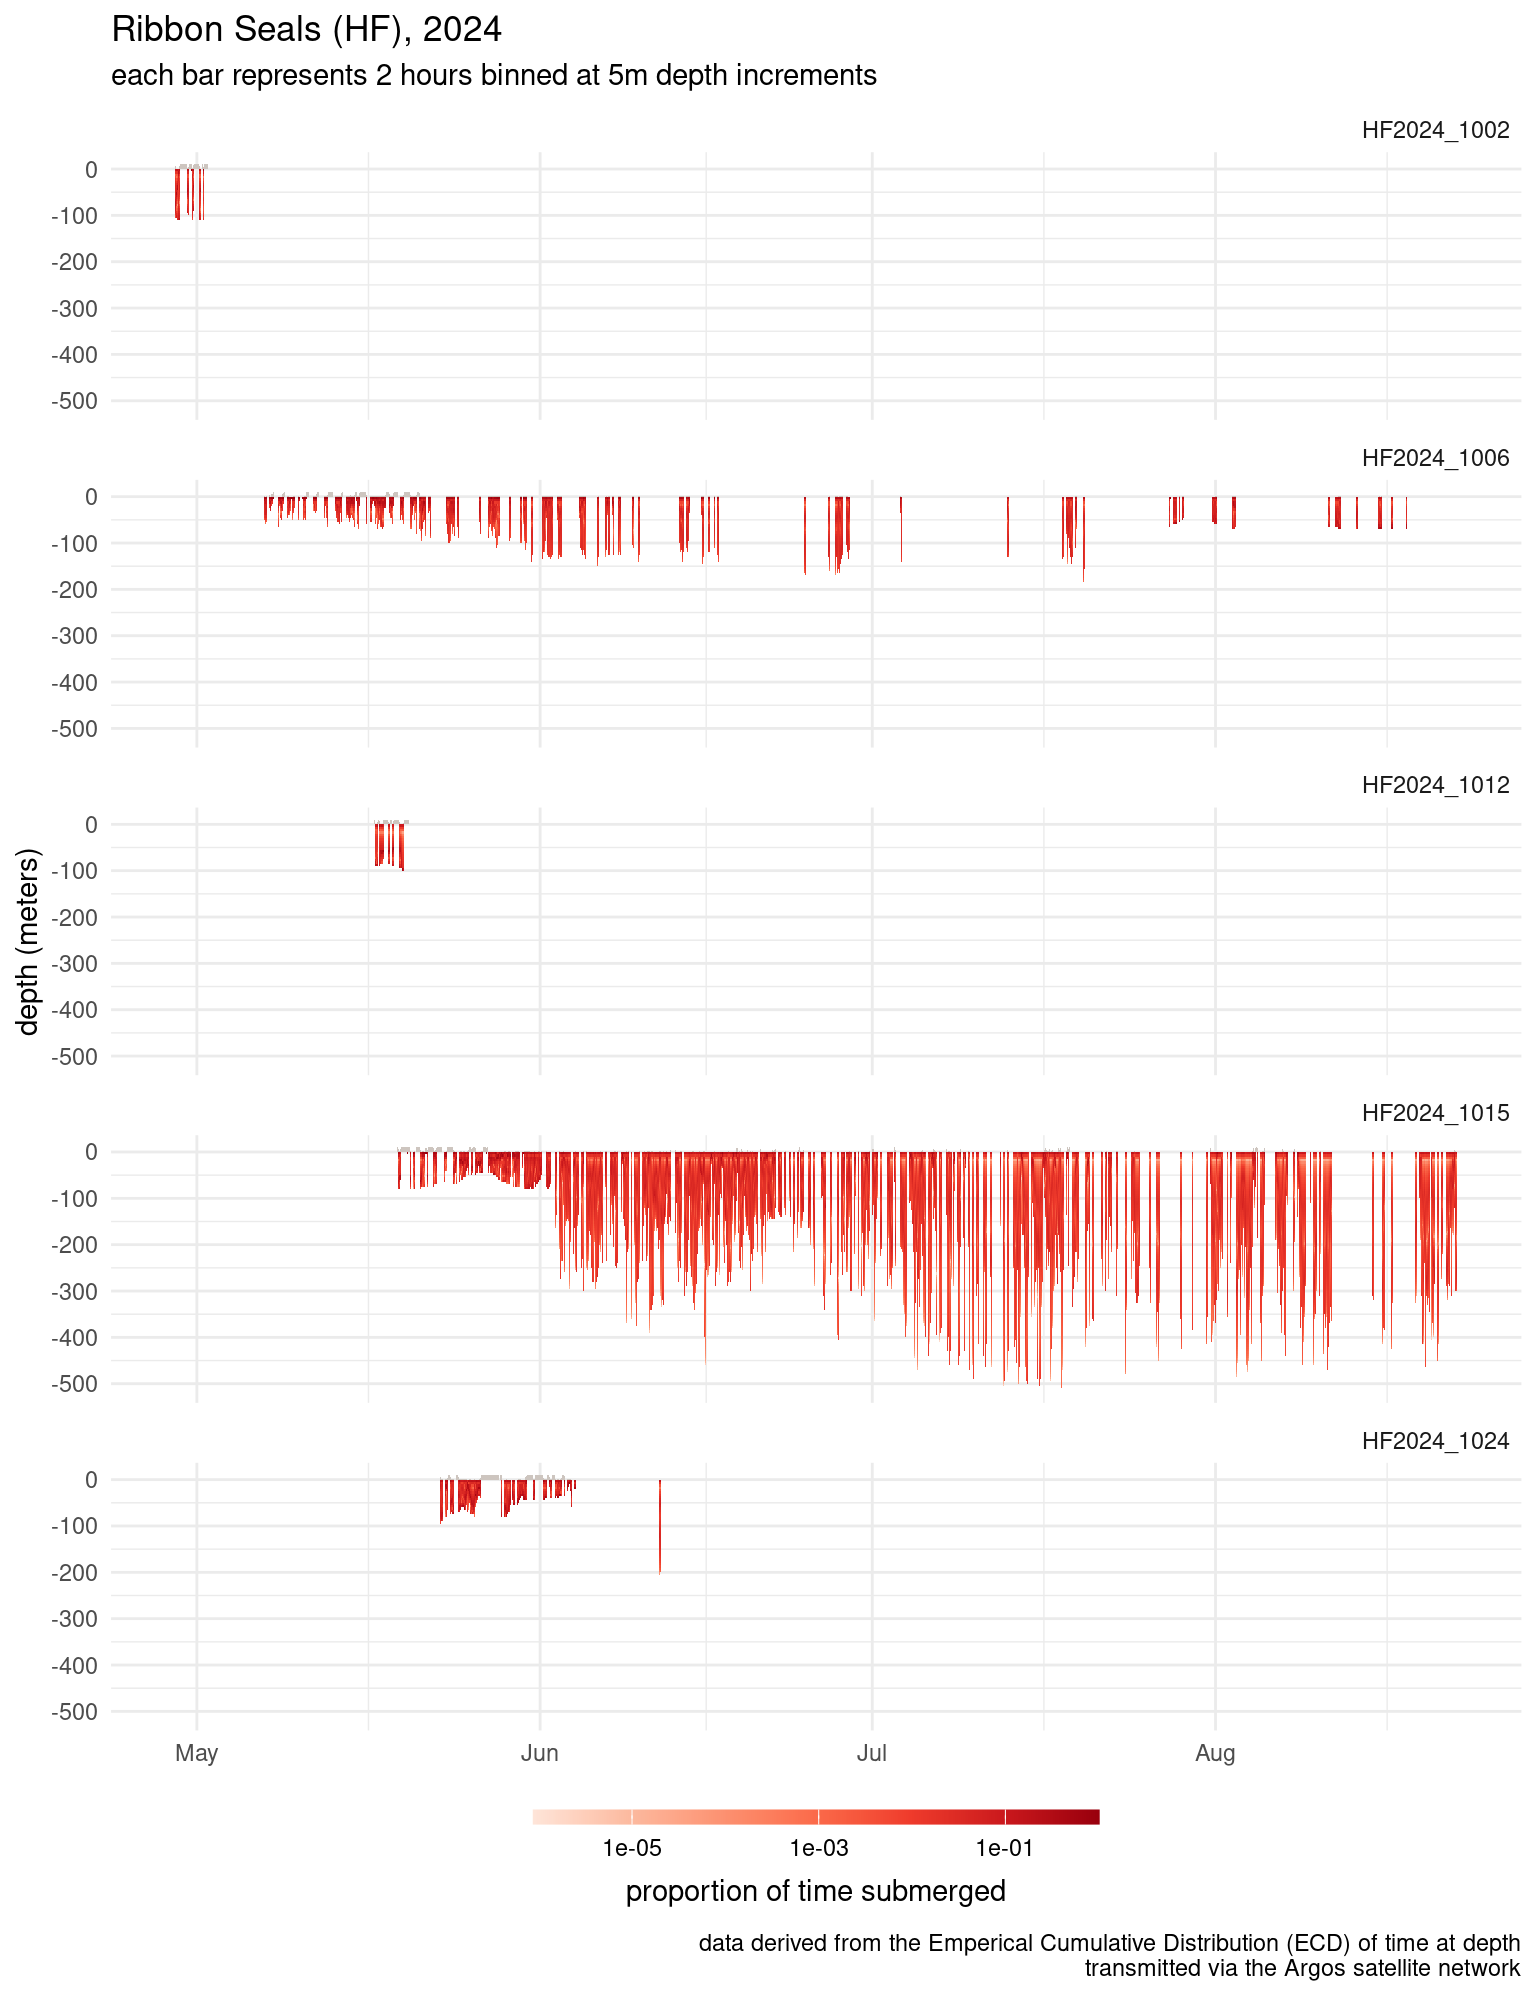 Ribbon Seals (HF), 2024
each bar represents 2 hours binned at 5m depth increments
HF2024_1002
0
-100
-200
-300
-400
-500
HF2024_1006
0
-100
-200
-300
-400
-500
HF2024_1012
0
-100
-200
-300
-400
-500
depth (meters)
HF2024_1015
0
-100
-200
-300
-400
-500
HF2024_1024
0
-100
-200
-300
-400
-500
May Jun Jul Aug
1e-05 1e-03 1e-01
proportion of time submerged
data derived from the Emperical Cumulative Distribution (ECD) of time at depth
transmitted via the Argos satellite network